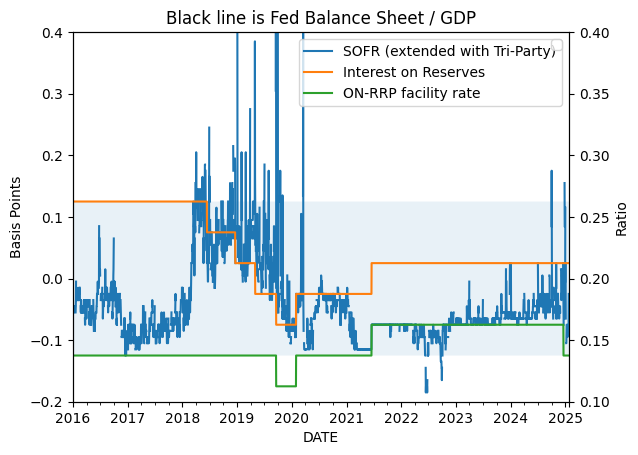 Black line is Fed Balance Sheet / GDP
SOFR (extended with Tri-Party)
Interest on Reserves
ON-RRP facility rate
0.4
0.3
0.2
0.1
0.0
−0.1
−0.2
Basis Points
0.40
0.35
0.30
0.25
0.20
0.15
0.10
Ratio
2016 2017 2018 2019 2020 2021 2022 2023 2024 2025
DATE